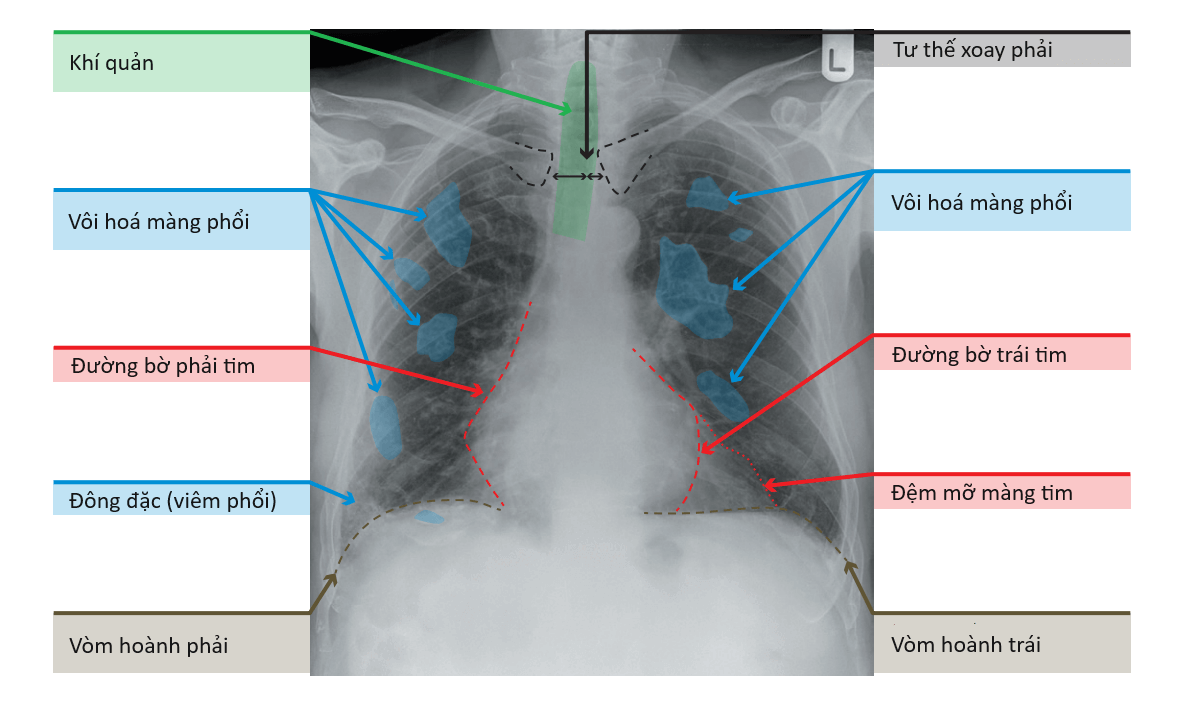 Khí quản
Tư thế xoay phải
L
Vôi hoá màng phổi
Vôi hoá màng phổi
Đường bờ phải tim
Đường bờ trái tim
Đông đặc (viêm phổi)
Đệm mỡ màng tim
Vòm hoành phải
Vòm hoành trái